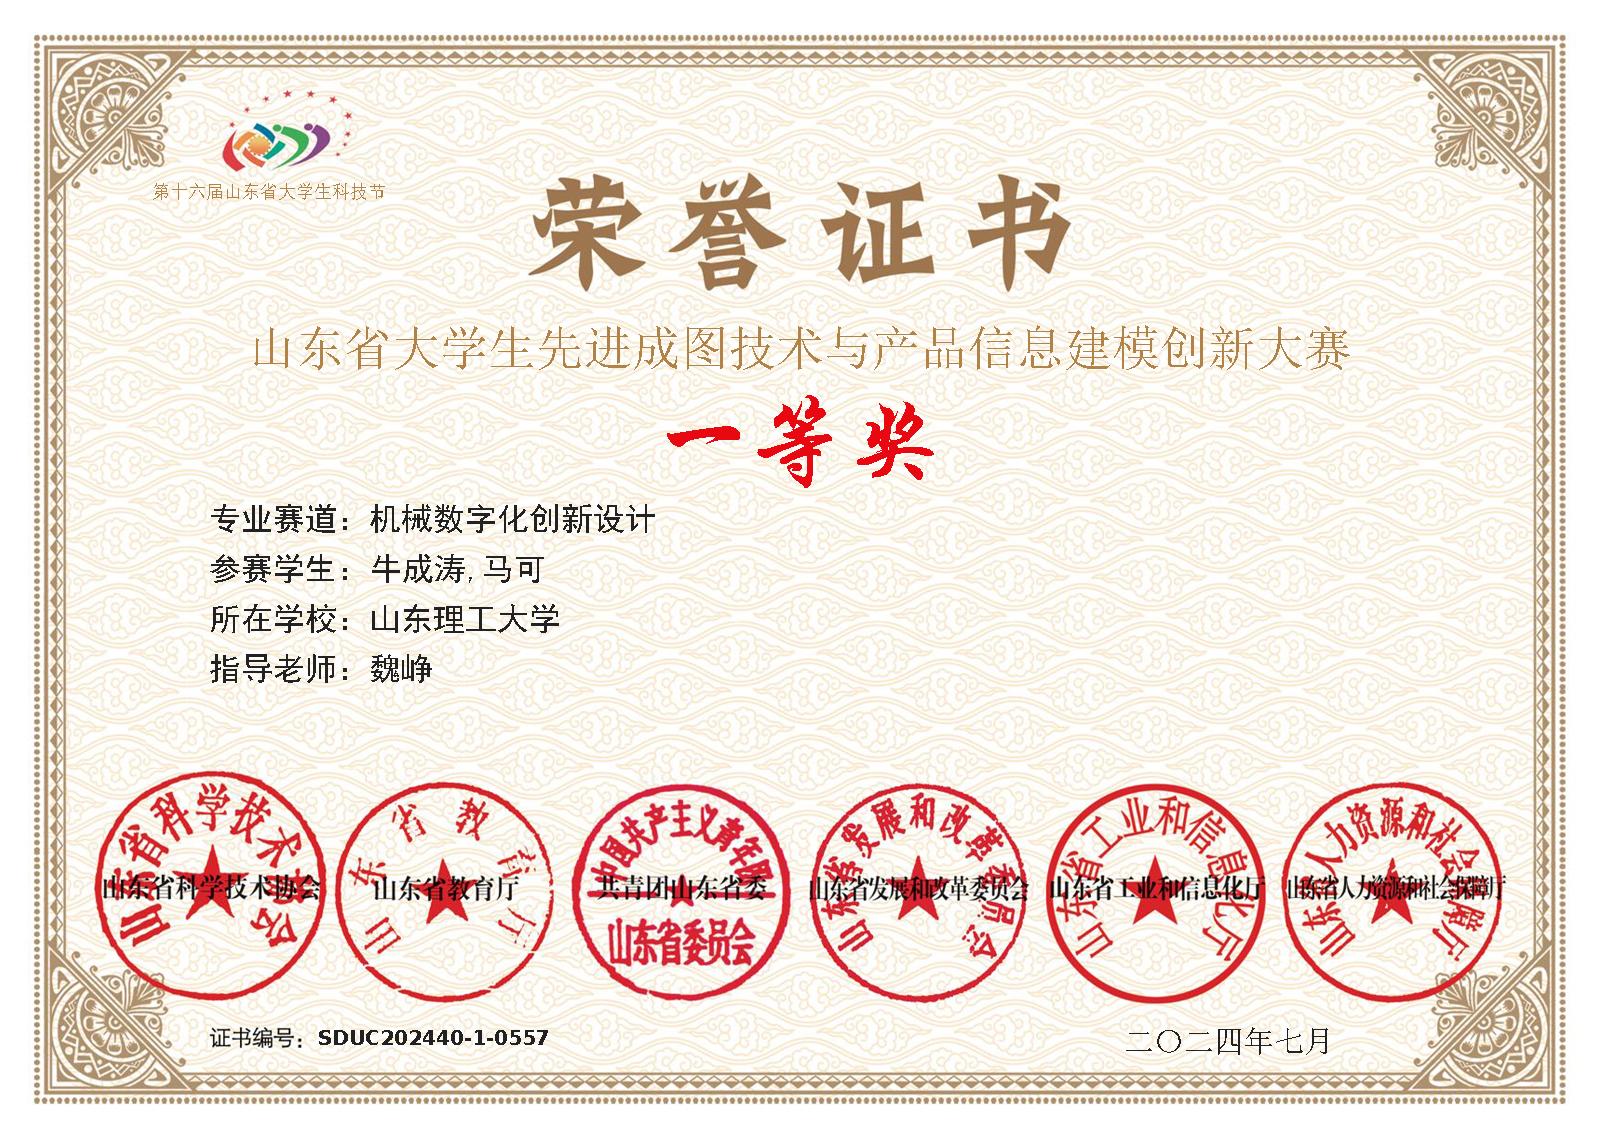 第十六届山东省大学生科技节
荣誉证书
山东省大学生先进成图技术与产品信息建模创新大赛
一等奖
专业赛道：机械数字化创新设计
参赛学生：牛成涛,马可
所在学校：山东理工大学
指导老师：魏峥
山东省科学技术协会
山东省科学技术协会
山东省教育厅
山东省教育厅
中国共产主义青年团
共青团山东省委
山东省委员会
山东省发展和改革委员会
山东省发展和改革委员会
山东省工业和信息化厅
山东省工业和信息化厅
山东省人力资源和社会保障厅
山东省人力资源和社会保障厅
证书编号：SDUC202440-1-0557
二〇二四年七月